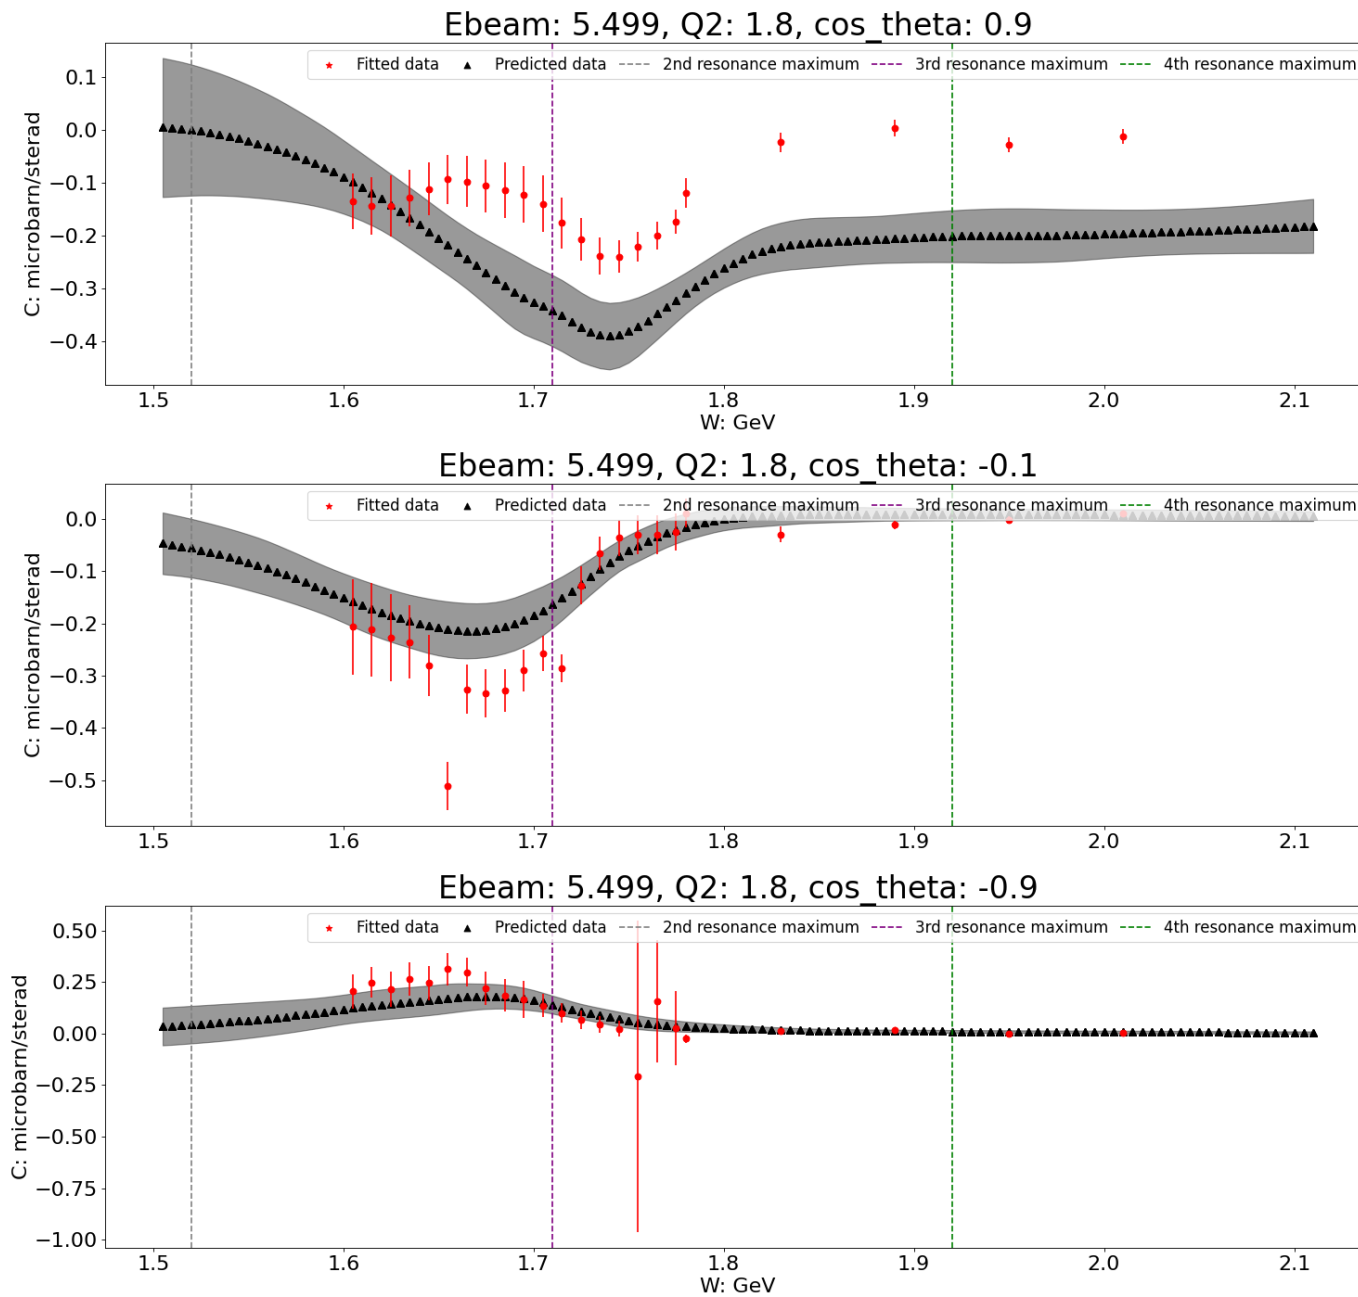 Ebeam: 5.499, Q2: 1.8, cos_theta: 0.9
Fitted data Predicted data 2nd resonance maximum 3rd resonance maximum 4th resonance maximum
C: microbarn/sterad
0.1
0.0
−0.1
−0.2
−0.3
−0.4
1.5 1.6 1.7 1.8 1.9 2.0 2.1
W: GeV
Ebeam: 5.499, Q2: 1.8, cos_theta: -0.1
Fitted data Predicted data 2nd resonance maximum 3rd resonance maximum 4th resonance maximum
C: microbarn/sterad
0.0
−0.1
−0.2
−0.3
−0.4
−0.5
1.5 1.6 1.7 1.8 1.9 2.0 2.1
Ebeam: 5.499, Q2: 1.8, cos_theta: -0.9
Fitted data Predicted data 2nd resonance maximum 3rd resonance maximum 4th resonance maximum
C: microbarn/sterad
0.50
0.25
0.00
−0.25
−0.50
−0.75
−1.00
1.5 1.6 1.7 1.8 1.9 2.0 2.1
W: GeV